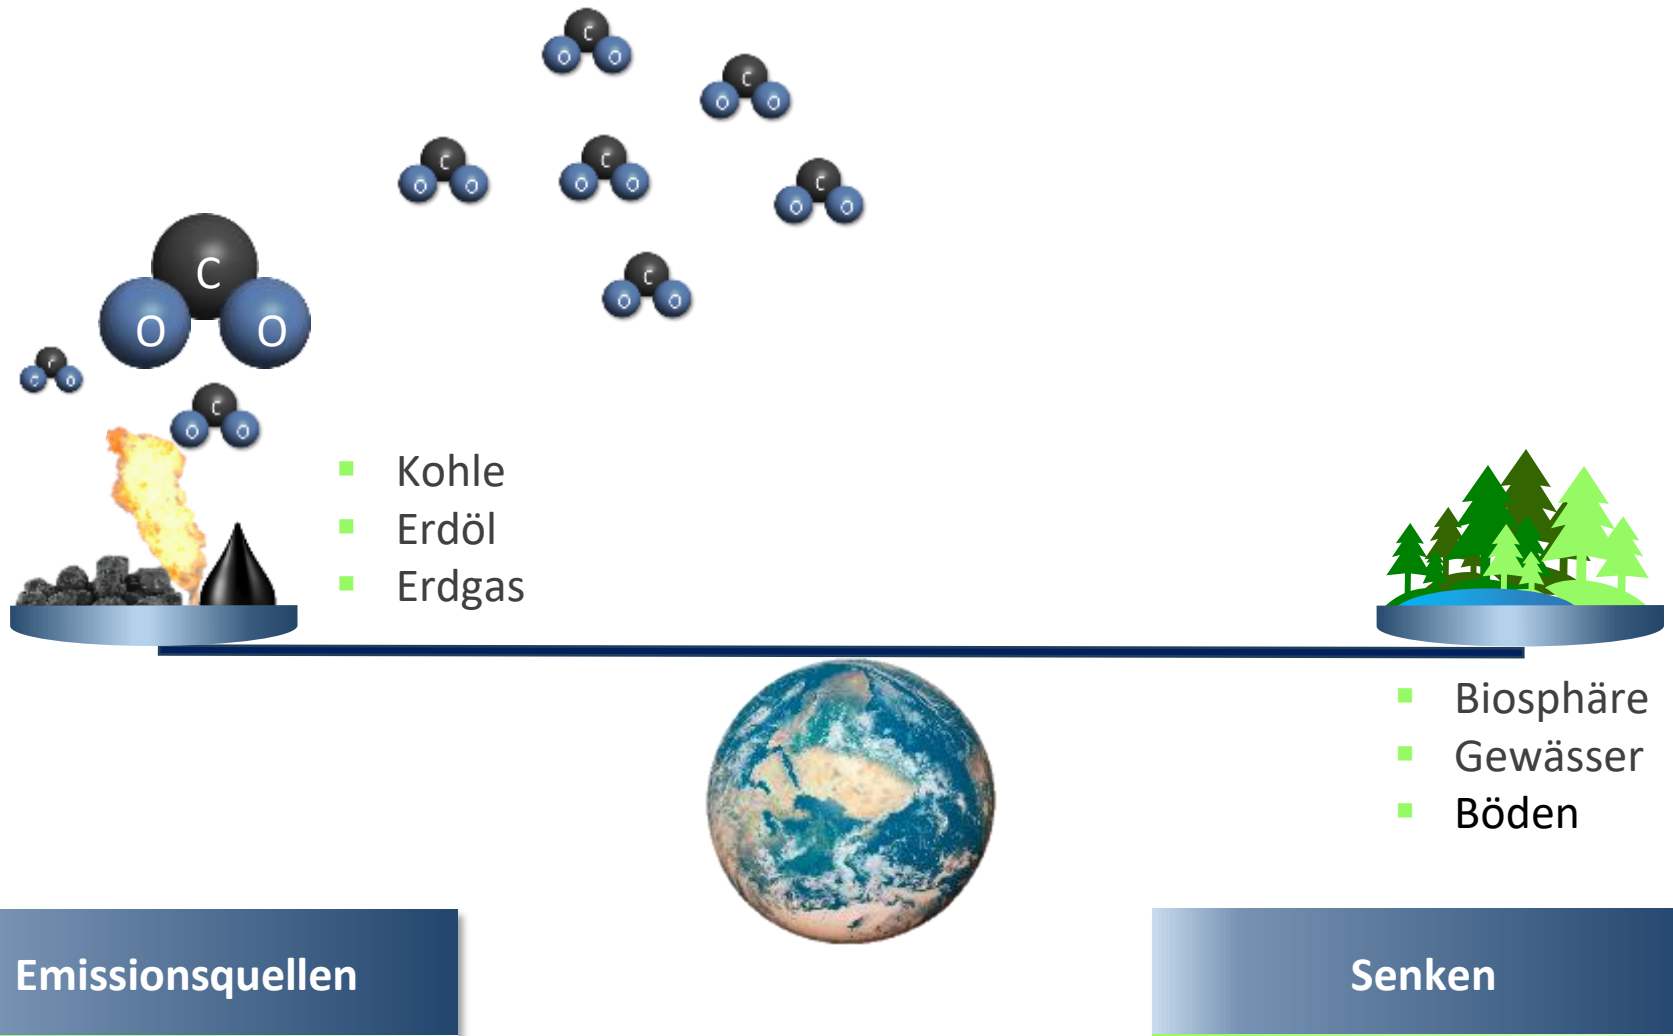 C
O O
C
O O
C
O O
C
O O
C
O O
C
O O
C
O O
C
O O
C
O O
Kohle
Erdöl
Erdgas
Biosphäre
Gewässer
Böden
Emissionsquellen
Senken